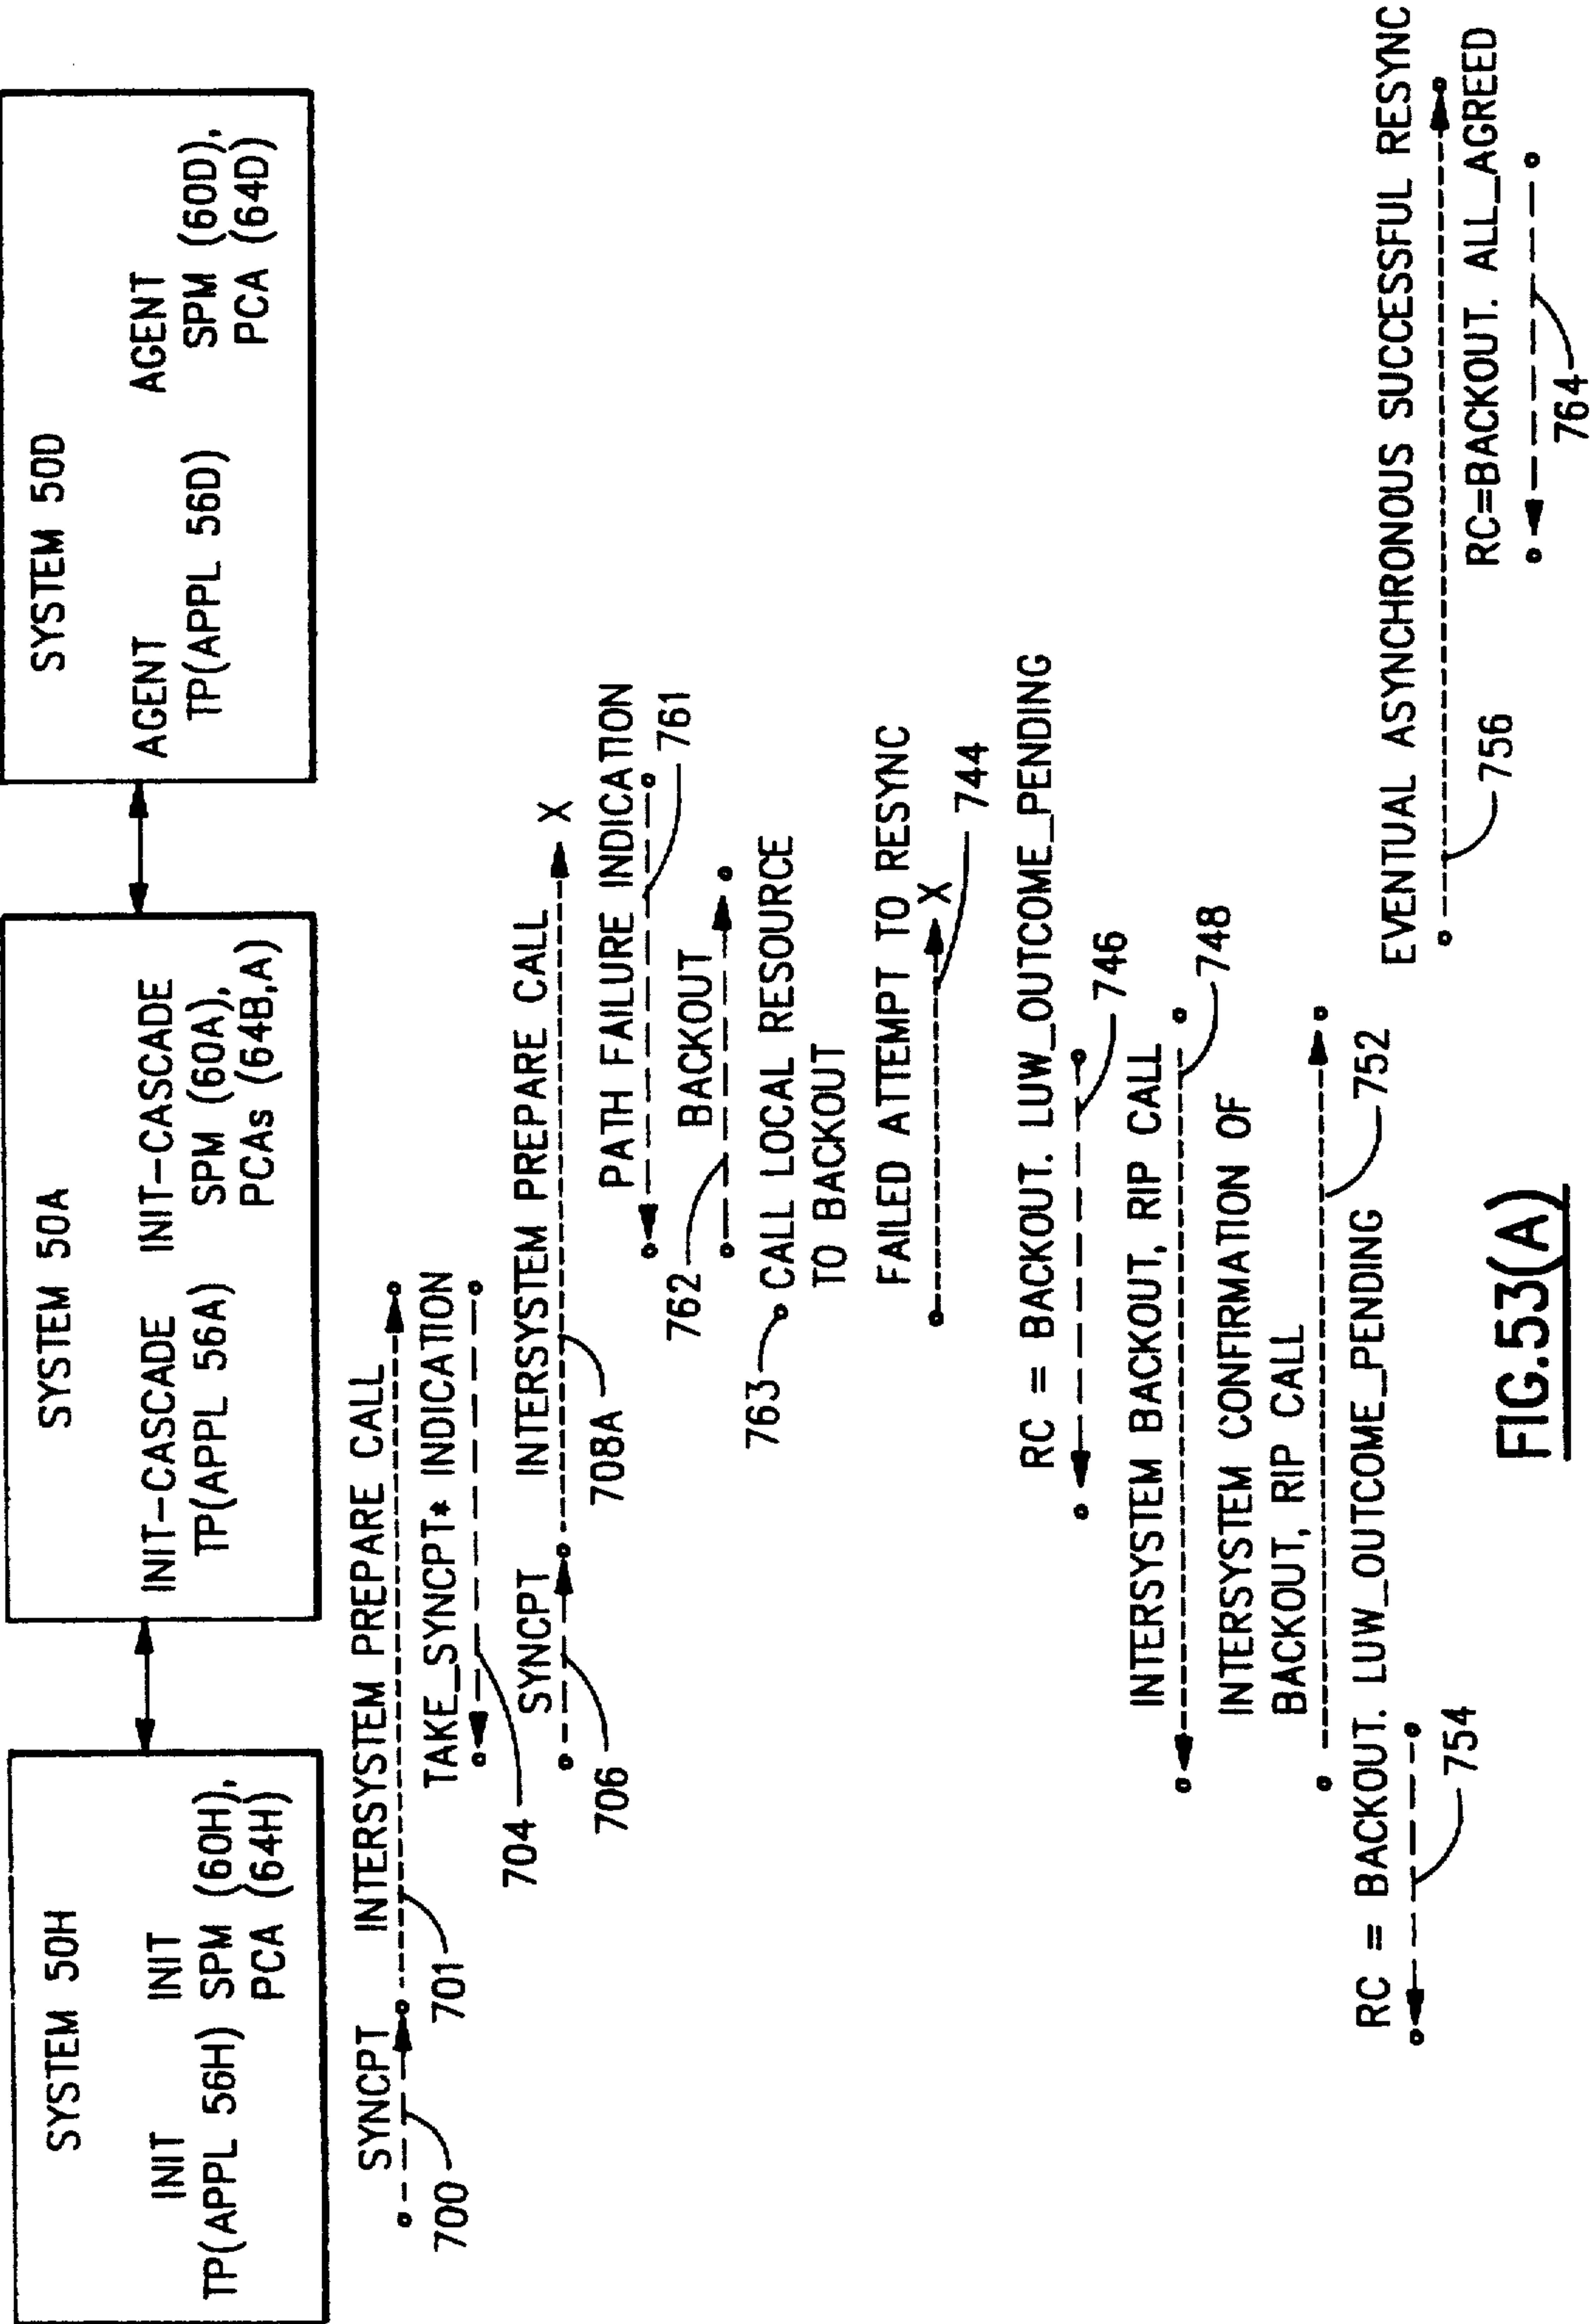 SYSTEM 50H
INIT INIT
TP(APPL 56H) SPM (60H),
PCA (64H)
SYSTEM 50A
INIT-CASCADE INIT-CASCADE
TP(APPL 56A) SPM (60A),
PCAs (64B,A)
SYSTEM 50D
AGENT AGENT
TP(APPL 56D) SPM (60D),
PCA (64D)
SYNCPT INTERSYSTEM PREPARE CALL
700 701
TAKE_SYNCPT* INDICATION
704
SYNCPT INTERSYSTEM PREPARE CALL
X
706 708A
PATH FAILURE INDICATION
761
BACKOUT
762
763 CALL LOCAL RESOURCE
TO BACKOUT
FAILED ATTEMPT TO RESYNC
X
744
RC = BACKOUT. LUW_OUTCOME_PENDING
746
INTERSYSTEM BACKOUT, RIP CALL
748
INTERSYSTEM CONFIRMATION OF
BACKOUT, RIP CALL
752
RC = BACKOUT. LUW_OUTCOME_PENDING
754
EVENTUAL ASYNCHRONOUS SUCCESSFUL RESYNC
756
RC=BACKOUT. ALL_AGREED
764
FIG.53(A)